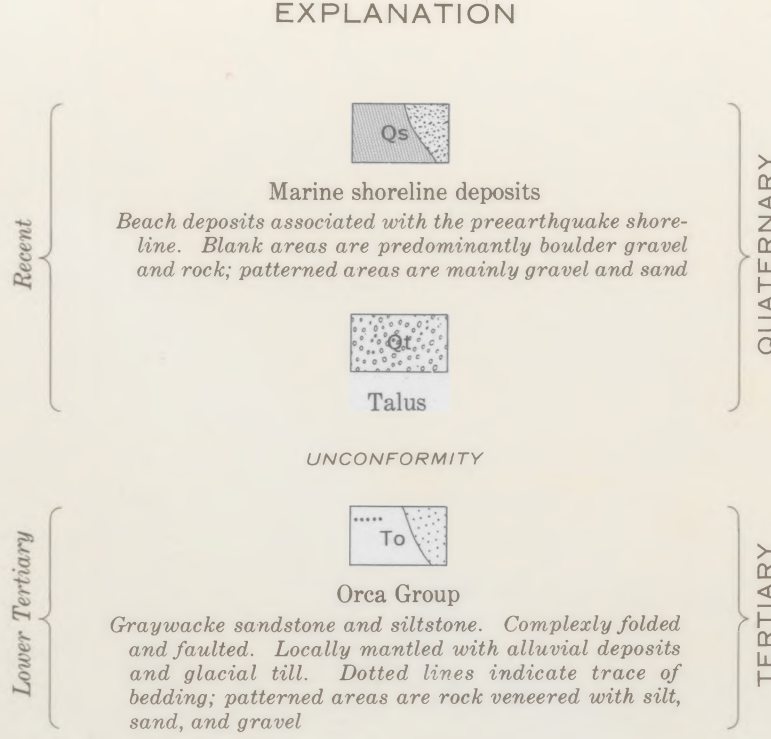 EXPLANATION
Qs
Marine shoreline deposits
Beach deposits associated with the preearthquake shore-
line. Blank areas are predominantly boulder gravel
and rock; patterned areas are mainly gravel and sand
Recent
QUATERNARY
Qt
Talus
UNCONFORMITY
To
Orca Group
Graywacke sandstone and siltstone. Complexly folded
and faulted. Locally mantled with alluvial deposits
and glacial till. Dotted lines indicate trace of
bedding; patterned areas are rock veneered with silt,
sand, and gravel
Lower Tertiary
TERTIARY